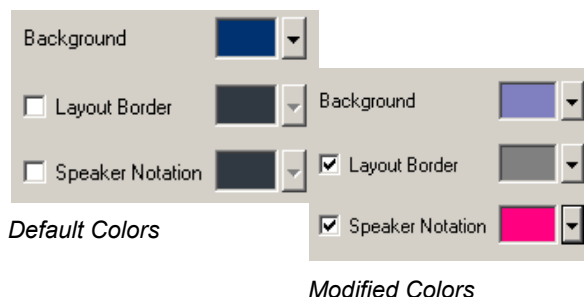 Background
Layout Border
Speaker Notation
Default Colors
Background
Layout Border
Speaker Notation
Modified Colors